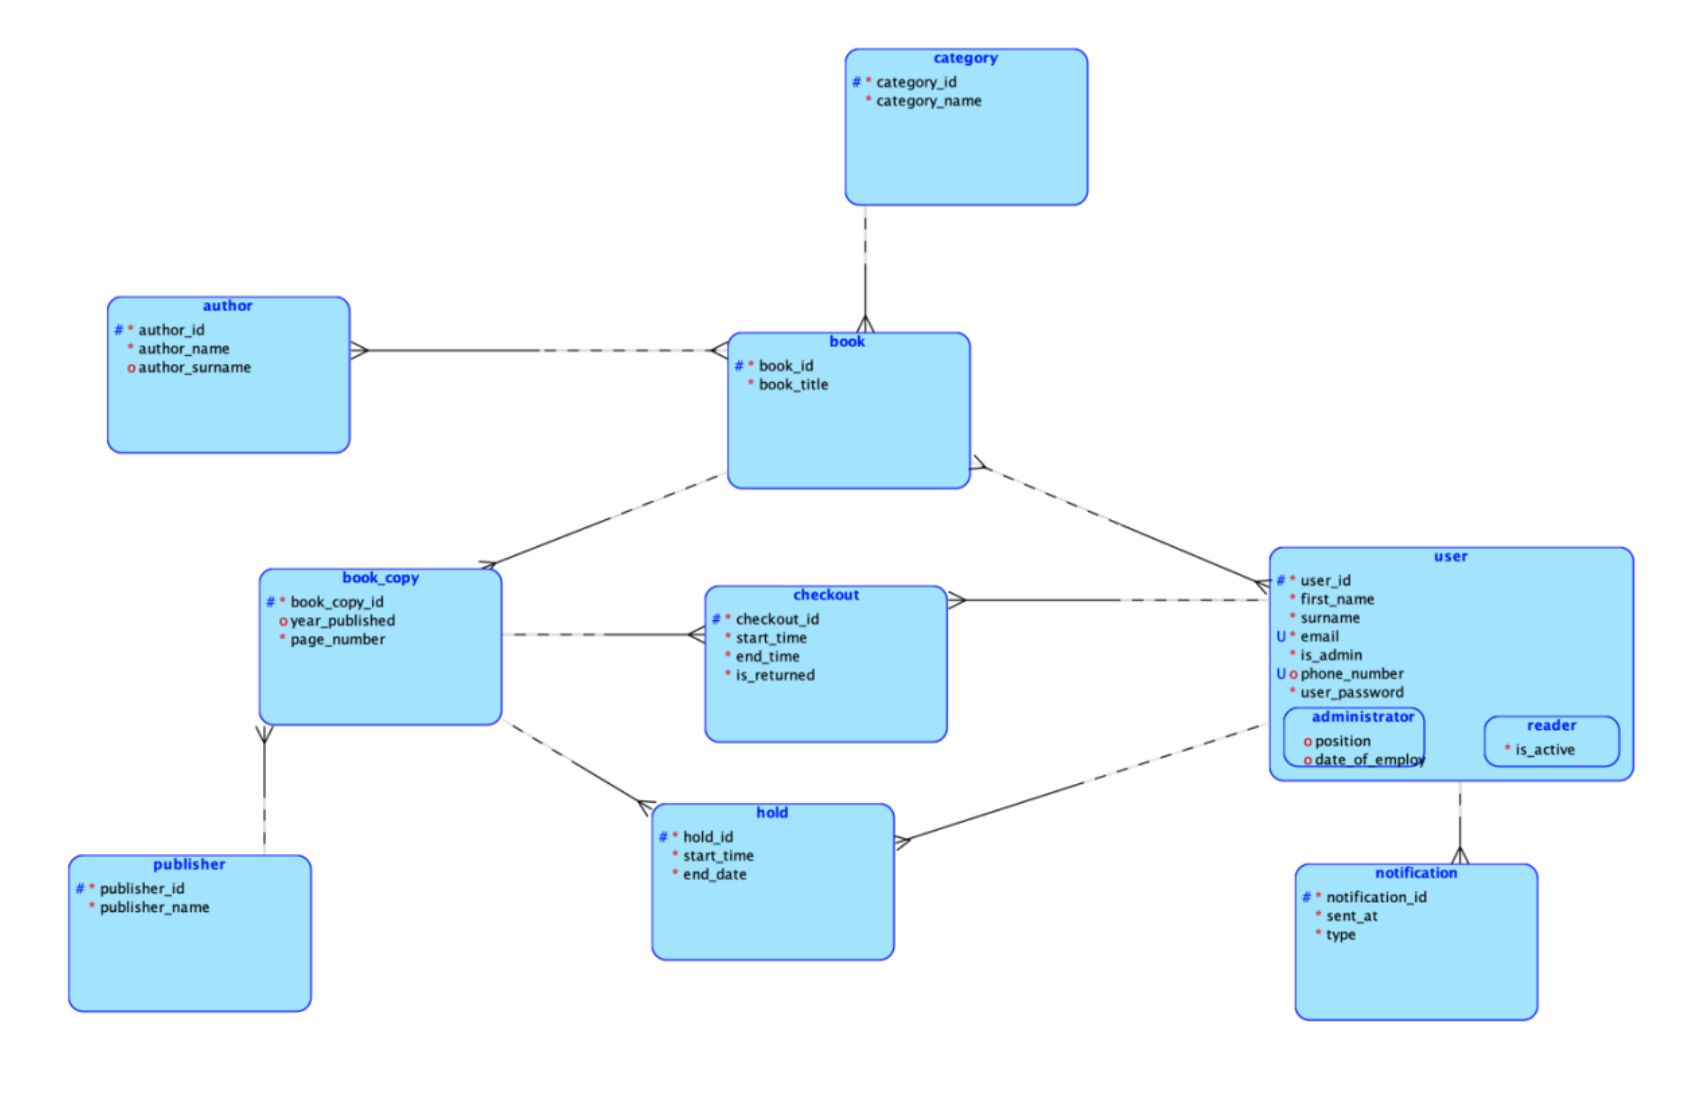 category
# * category_id
* category_name
author
# * author_id
* author_name
o author_surname
book
# * book_id
* book_title
book_copy
# * book_copy_id
o year_published
* page_number
checkout
# * checkout_id
* start_time
* end_time
* is_returned
user
# * user_id
* first_name
* surname
U * email
* is_admin
U o phone_number
* user_password
administrator
o position
o date_of_employ
reader
* is_active
hold
# * hold_id
* start_time
* end_date
publisher
# * publisher_id
* publisher_name
notification
# * notification_id
* sent_at
* type